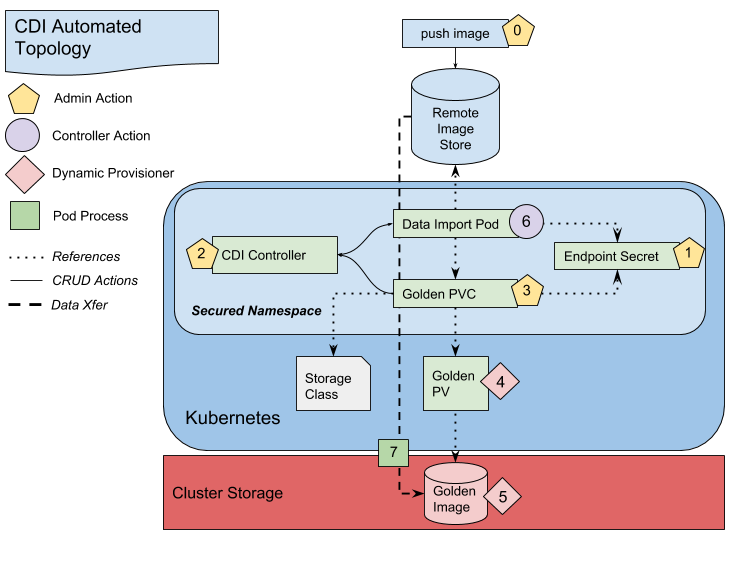 CDI Automated
Topology
Admin Action
Controller Action
Dynamic Provisioner
Pod Process
References
CRUD Actions
Data Xfer
push image
0
Remote
Image
Store
Data Import Pod
6
2
CDI Controller
Endpoint Secret
1
Golden PVC
3
Secured Namespace
Storage
Class
Golden
PV
4
Kubernetes
7
Cluster Storage
Golden
Image
5